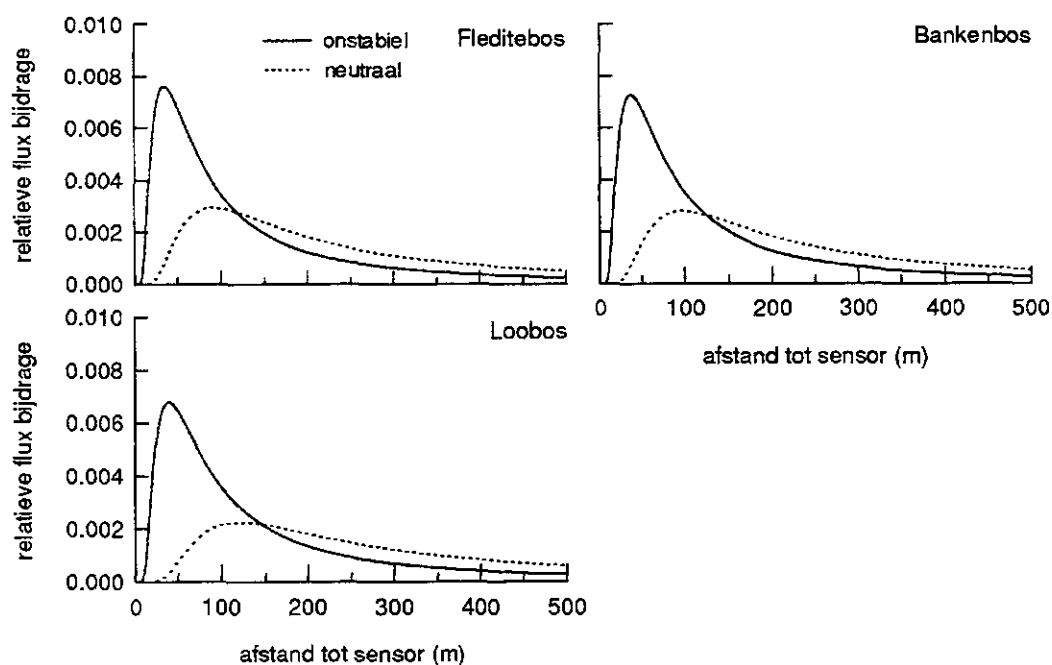 0.010
0.008
0.006
0.004
0.002
0.000
relatieve flux bijdrage
onstabiel
neutraal
Fleditebos
Bankenbos
0 100 200 300 400 500
afstand tot sensor (m)
0.010
0.008
0.006
0.004
0.002
0.000
relatieve flux bijdrage
Loobos
0 100 200 300 400 500
afstand tot sensor (m)